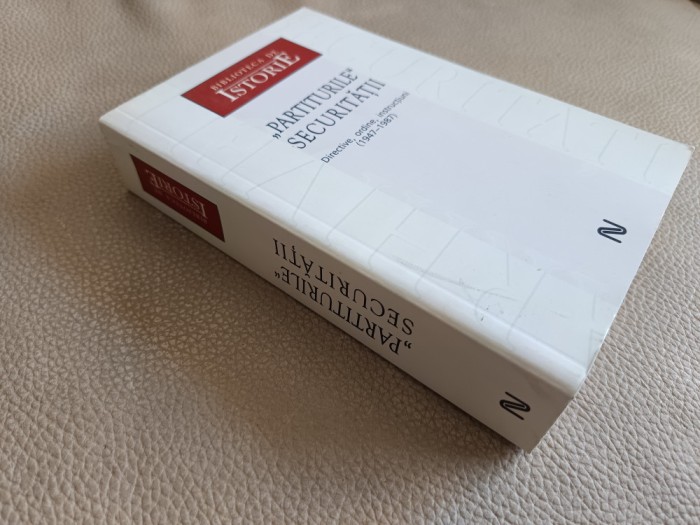 BIBLIOTECA DE
ISTORIE
„PARTITURILE“
SECURITĂȚII
Directive, ordine, instrucțiuni
(1947–1987)
N
ISTORIE
„PARTITURILE“
SECURITĂȚII
N